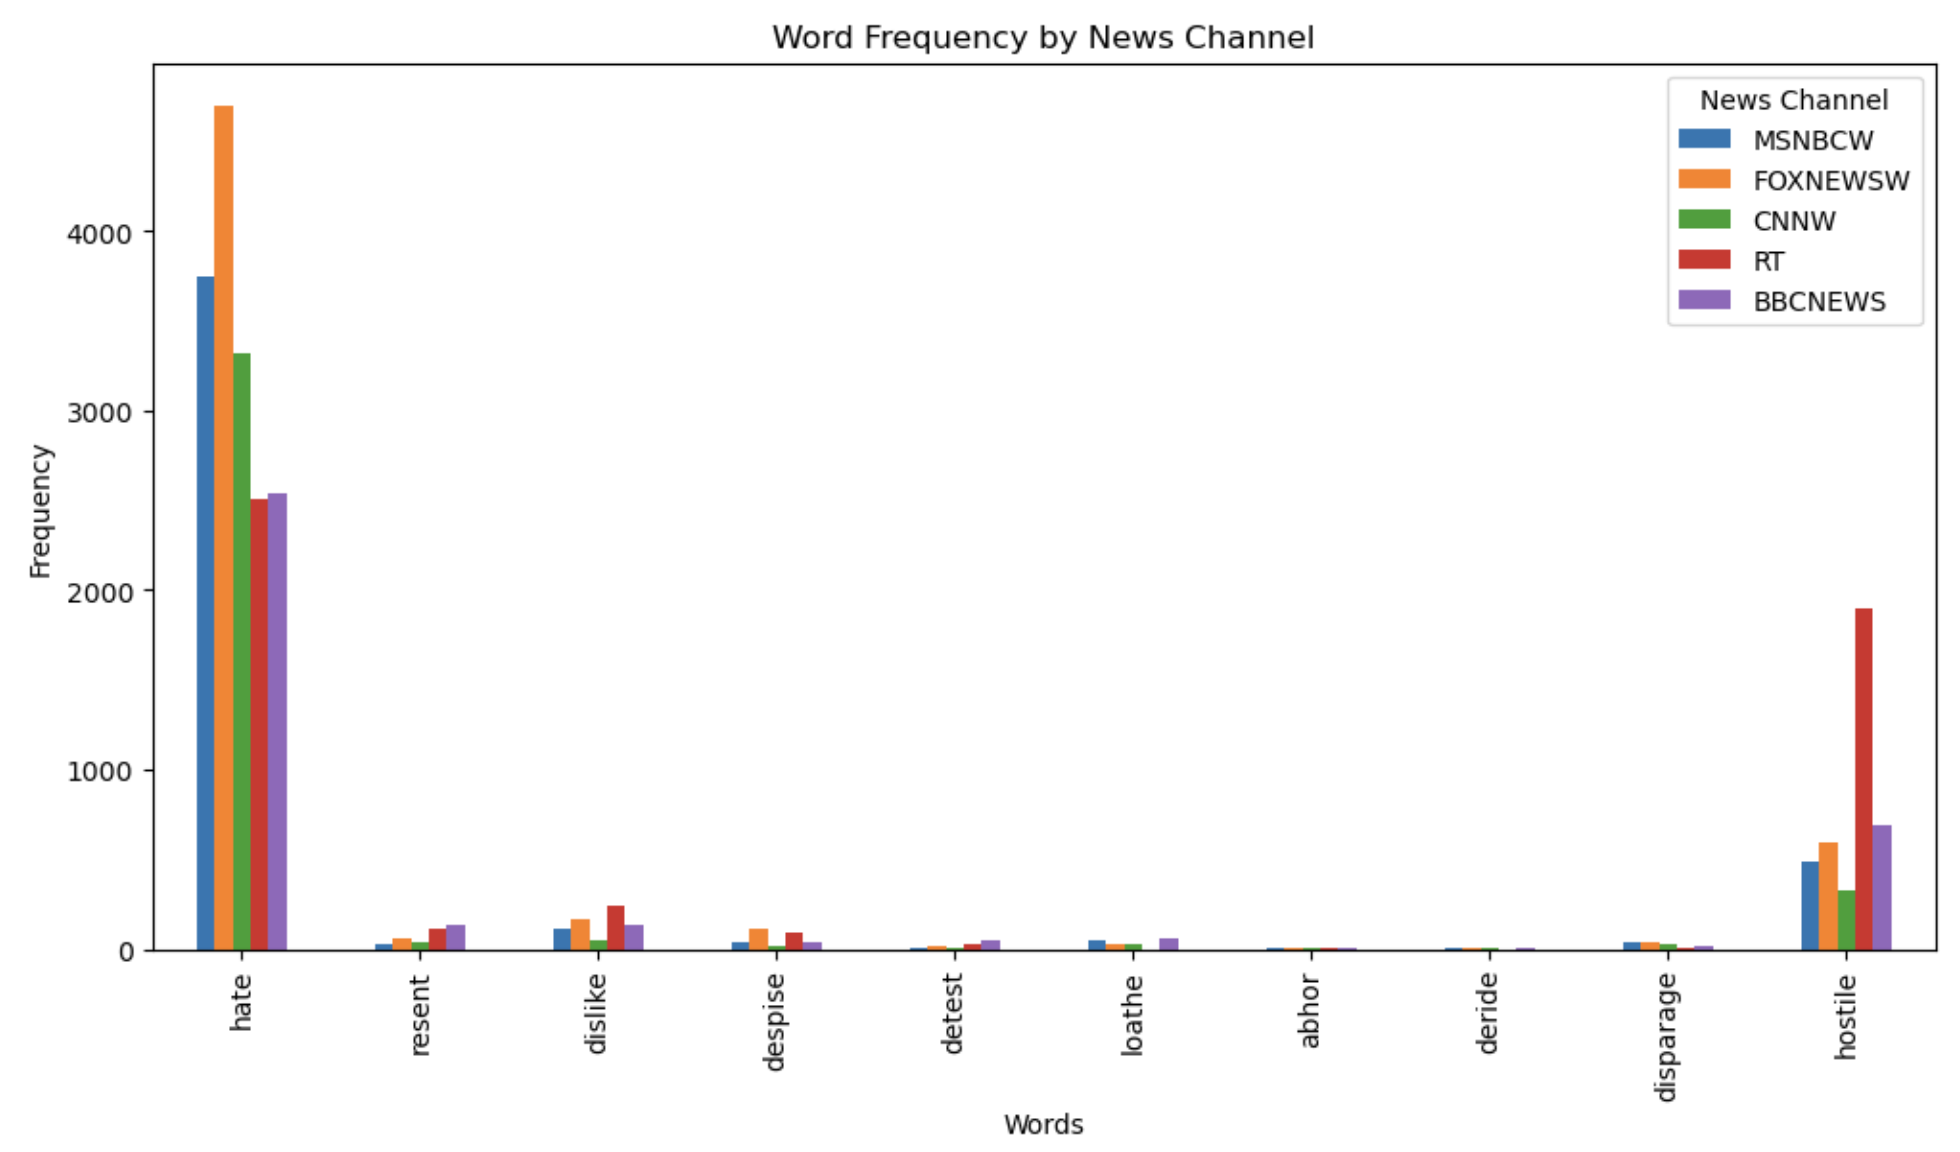 Word Frequency by News Channel
News Channel
MSNBCW
FOXNEWSW
CNNW
RT
BBCNEWS
Frequency
4000
3000
2000
1000
0
hate
resent
dislike
despise
detest
loathe
abhor
deride
disparage
hostile
Words